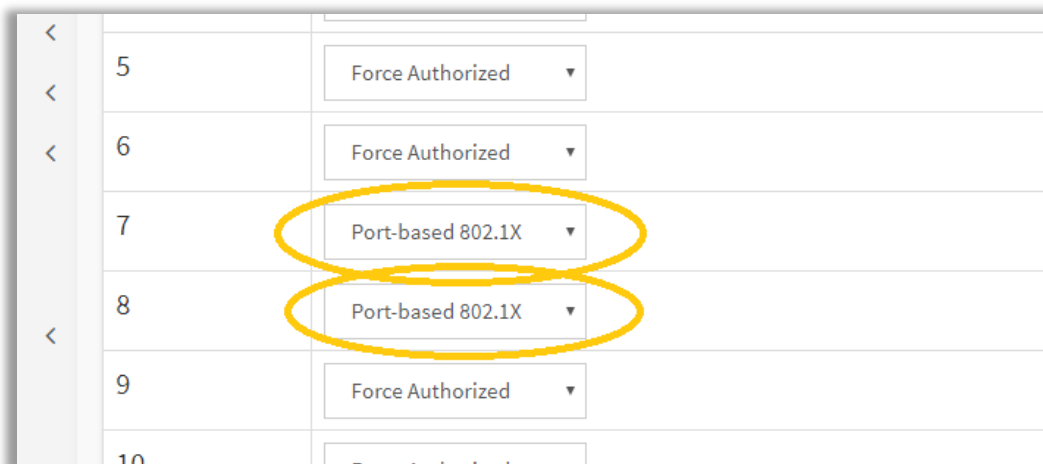 5 Force Authorized
6 Force Authorized
7 Port-based 802.1X
8 Port-based 802.1X
9 Force Authorized
10